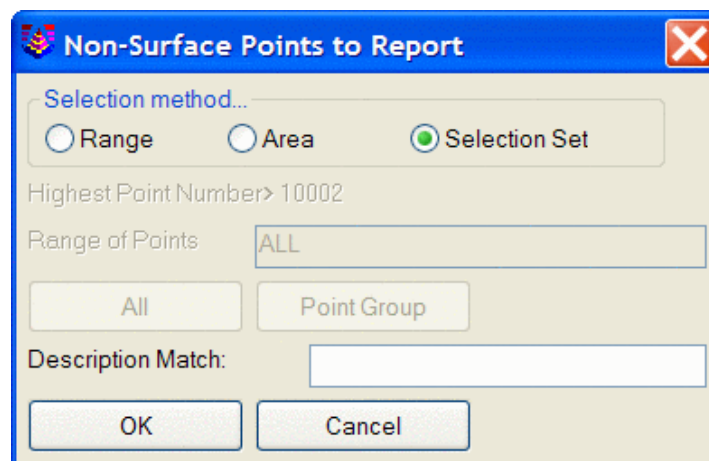 Non-Surface Points to Report
Selection method...
Range Area Selection Set
Highest Point Number> 10002
Range of Points ALL
All Point Group
Description Match:
OK Cancel